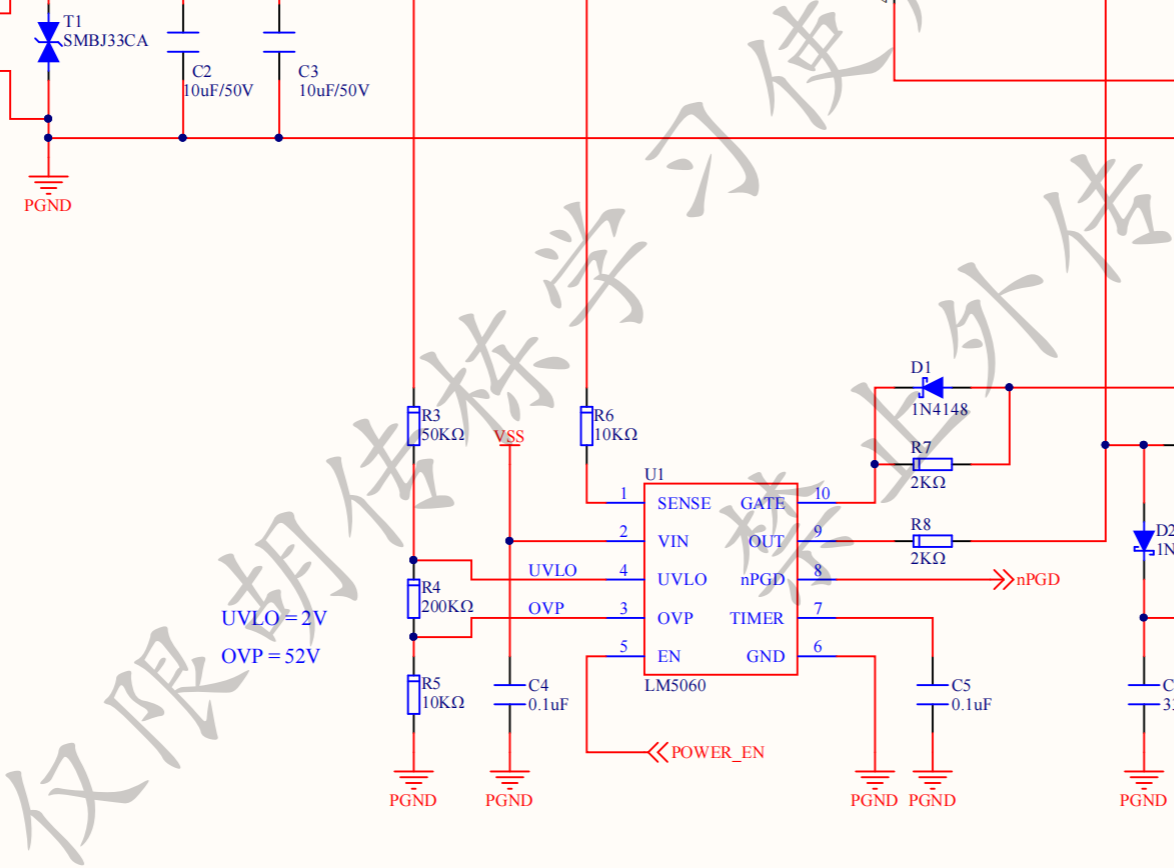 T1
SMBJ33CA
C2
10uF/50V
C3
10uF/50V
PGND
R3
50KΩ
VSS
R6
10KΩ
D1
1N4148
R7
2KΩ
U1
1 SENSE GATE 10
2 VIN OUT 9
R8
2KΩ
D2
1N
UVLO 4 UVLO nPGD 8 nPGD
R4
200KΩ
OVP 3 OVP TIMER 7
UVLO = 2V
OVP = 52V
5 EN GND 6
LM5060
R5
10KΩ
C4
0.1uF
C5
0.1uF
POWER_EN
PGND
PGND
PGND
PGND
PGND
仅限胡传栋学习使
禁止外传